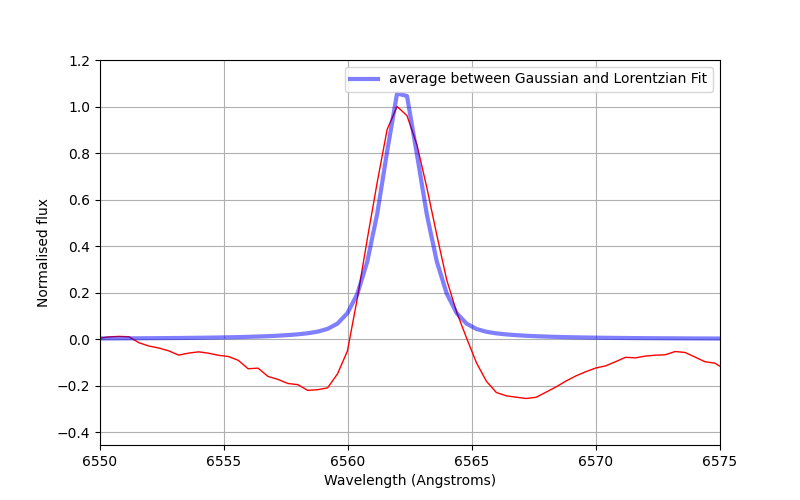 average between Gaussian and Lorentzian Fit
1.2
1.0
0.8
0.6
0.4
0.2
0.0
−0.2
−0.4
Normalised flux
6550 6555 6560 6565 6570 6575
Wavelength (Angstroms)